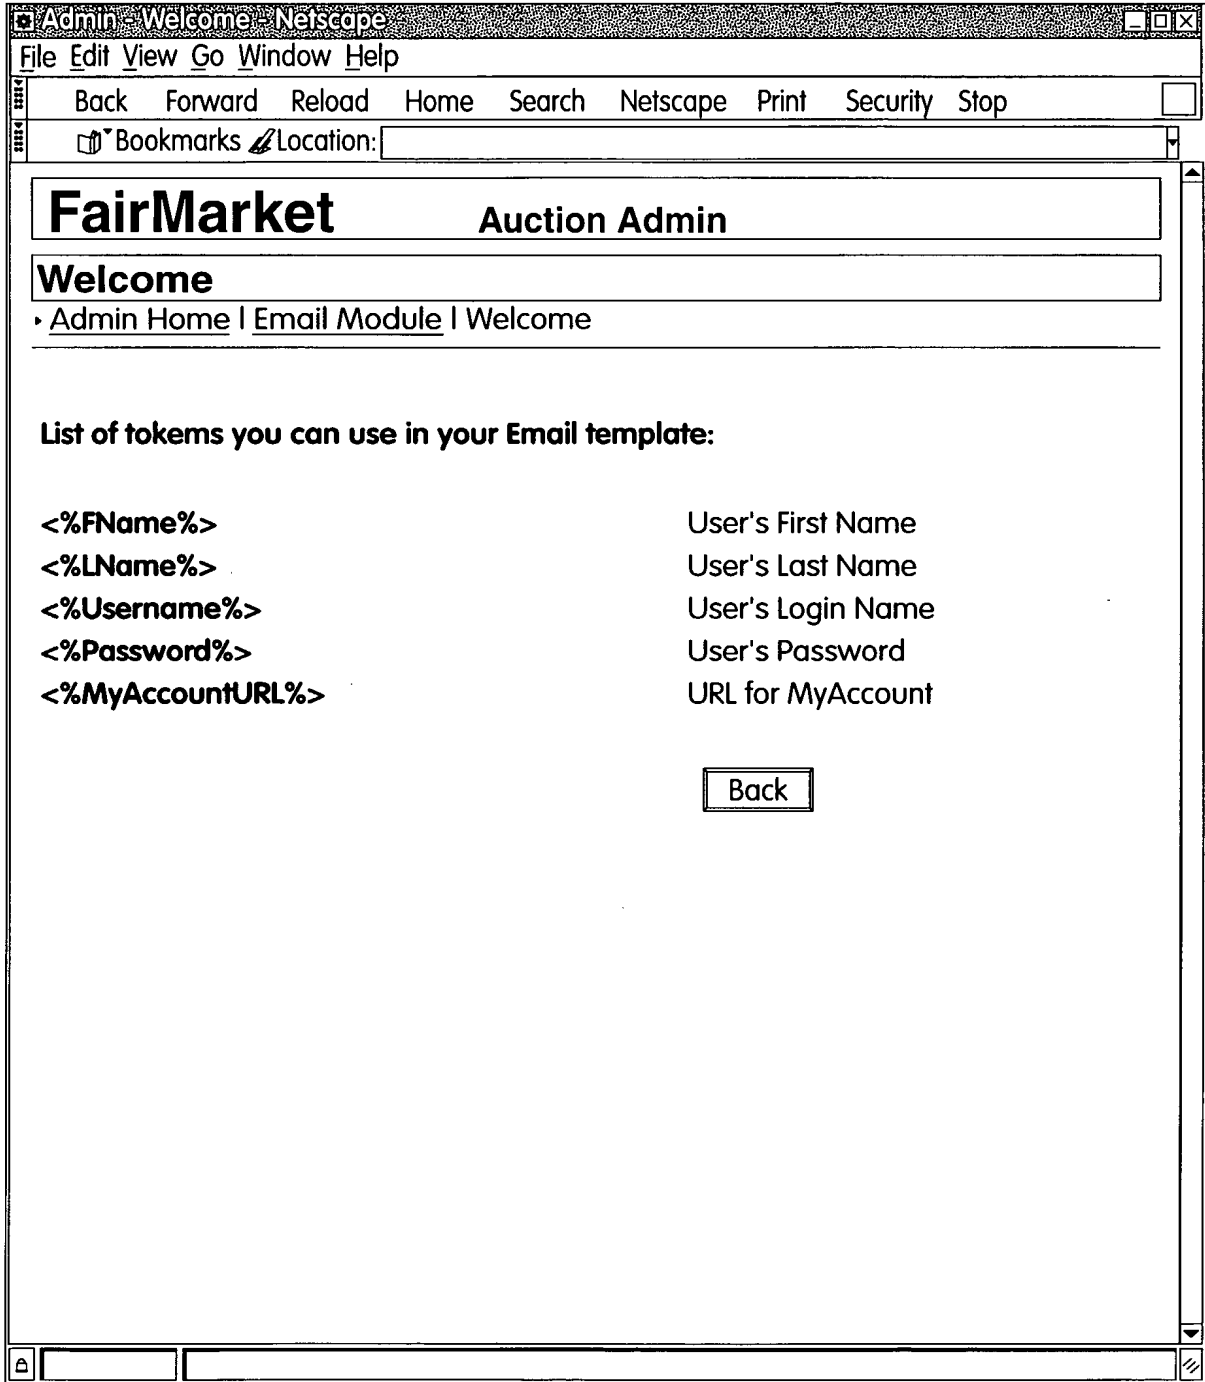 Admin - Welcome - Netscape
File Edit View Go Window Help
Back Forward Reload Home Search Netscape Print Security Stop
Bookmarks Location:
FairMarket Auction Admin
Welcome
Admin Home | Email Module | Welcome
List of tokems you can use in your Email template:
<%FName%> User's First Name
<%LName%> User's Last Name
<%Username%> User's Login Name
<%Password%> User's Password
<%MyAccountURL%> URL for MyAccount
Back